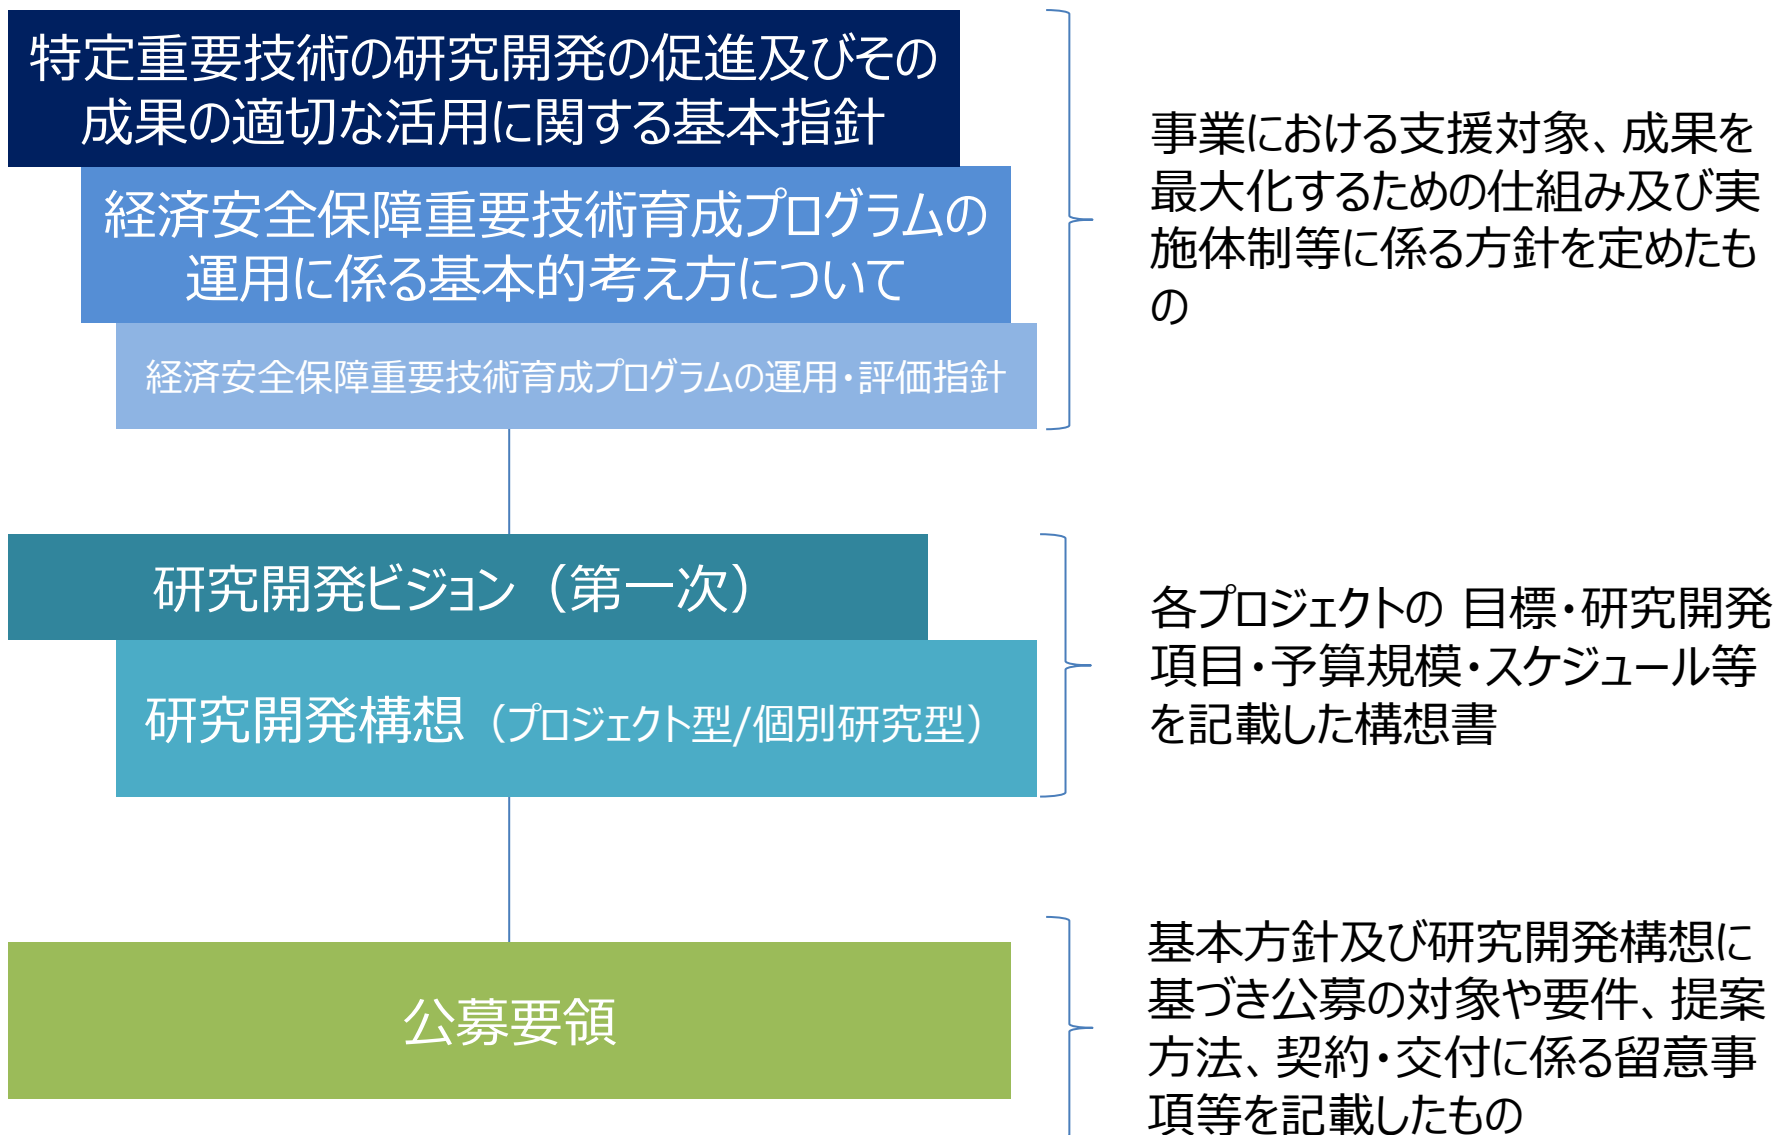 特定重要技術の研究開発の促進及びその
成果の適切な活用に関する基本指針
経済安全保障重要技術育成プログラムの
運用に係る基本的考え方について
経済安全保障重要技術育成プログラムの運用・評価指針
事業における支援対象、成果を
最大化するための仕組み及び実
施体制等に係る方針を定めたも
の
研究開発ビジョン（第一次）
研究開発構想（プロジェクト型/個別研究型）
各プロジェクトの 目標・研究開発
項目・予算規模・スケジュール等
を記載した構想書
公募要領
基本方針及び研究開発構想に
基づき公募の対象や要件、提案
方法、契約・交付に係る留意事
項等を記載したもの